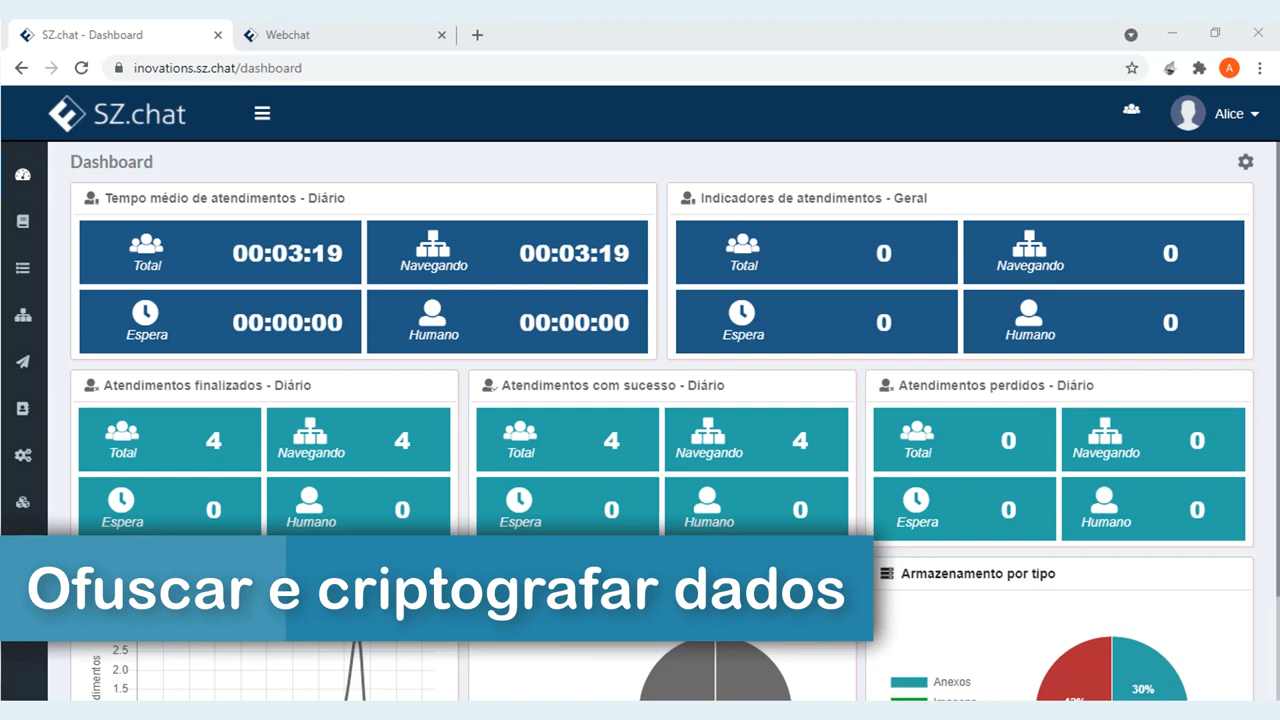 SZ.chat - Dashboard
Webchat
inovations.sz.chat/dashboard
A
SZ.chat
Alice
Dashboard
Tempo médio de atendimentos - Diário
Indicadores de atendimentos - Geral
Total 00:03:19 Navegando 00:03:19
Total 0 Navegando 0
Espera 00:00:00 Humano 00:00:00
Espera 0 Humano 0
Atendimentos finalizados - Diário
Atendimentos com sucesso - Diário
Atendimentos perdidos - Diário
Total 4 Navegando 4
Total 4 Navegando 4
Total 0 Navegando 0
Espera 0 Humano 0
Espera 0 Humano 0
Espera 0 Humano 0
Ofuscar e criptografar dados
Armazenamento por tipo
2.5
2.0
1.5
Anexos
30%